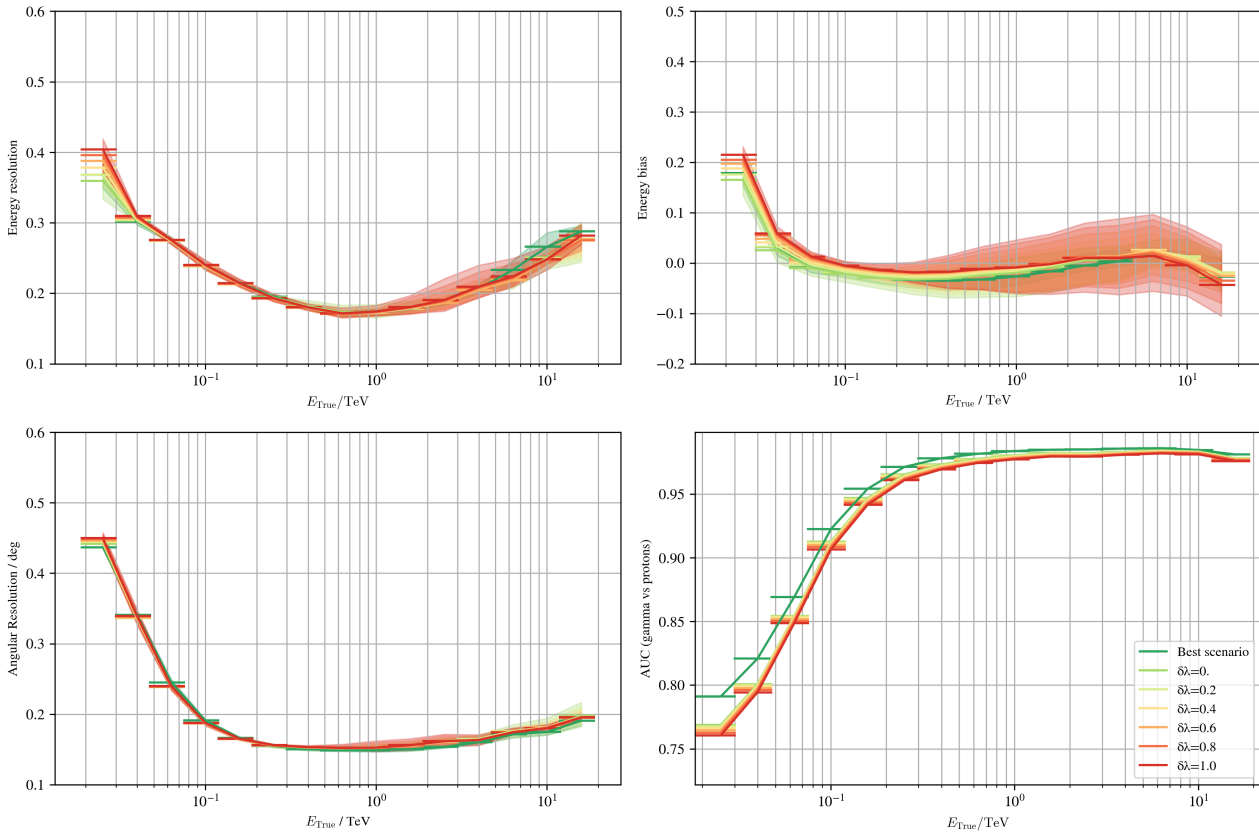 0.6
0.5
0.4
0.3
0.2
0.1
Energy resolution
10⁻¹
10⁰
10¹
E_True/TeV
0.5
0.4
0.3
0.2
0.1
0.0
−0.1
−0.2
Energy bias
10⁻¹
10⁰
10¹
E_True / TeV
0.6
0.5
0.4
0.3
0.2
0.1
Angular Resolution / deg
10⁻¹
10⁰
10¹
E_True / TeV
0.95
0.90
0.85
0.80
0.75
AUC (gamma vs protons)
10⁻¹
10⁰
10¹
E_True/TeV
Best scenario
δλ=0.
δλ=0.2
δλ=0.4
δλ=0.6
δλ=0.8
δλ=1.0